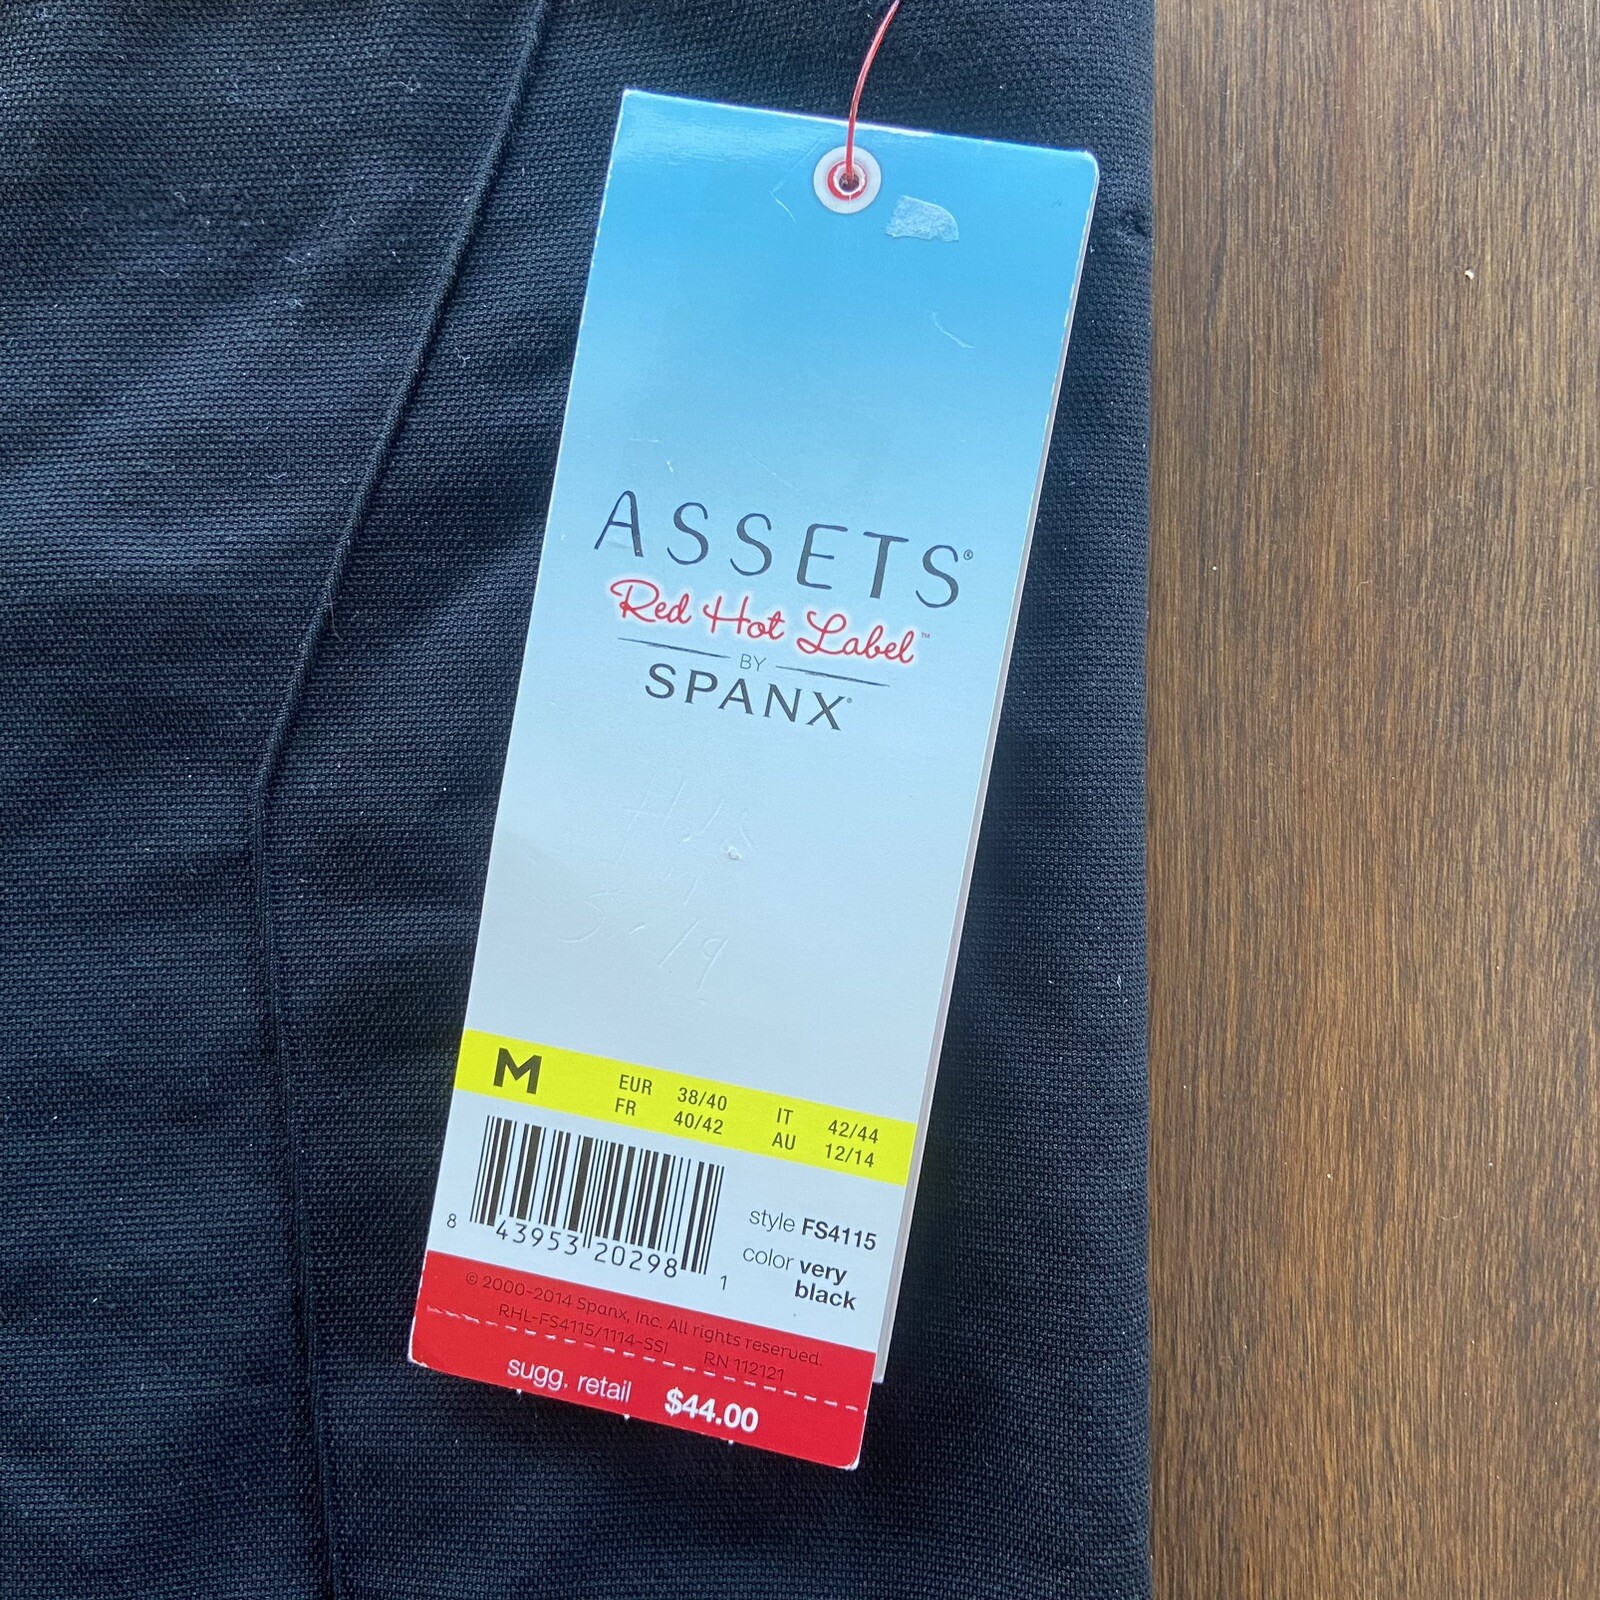 ASSETS®
Red Hot Label™
BY
SPANX®
M EUR 38/40 IT 42/44
FR 40/42 AU 12/14
8 43953 20298 1
style FS4115
color very
black
© 2000-2014 Spanx, Inc. All rights reserved.
RHL-FS4115/1114-SSI RN 112121
sugg. retail $44.00